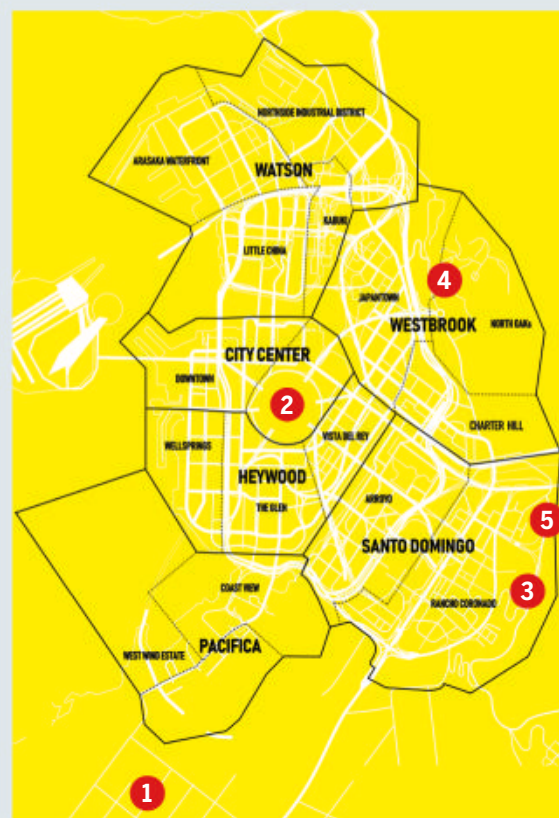 NORTHSIDE INDUSTRIAL DISTRICT
ARASAKA WATERFRONT
WATSON
KABUKI
LITTLE CHINA
4
JAPANTOWN
WESTBROOK
NORTH OAKs
CITY CENTER
DOWNTOWN
2
CHARTER HILL
VISTA DEL REY
WELLSPRINGS
HEYWOOD
ARROYO
THE GLEN
5
SANTO DOMINGO
COAST VIEW
3
RANCHO CORONADO
PACIFICA
WEST WIND ESTATE
1